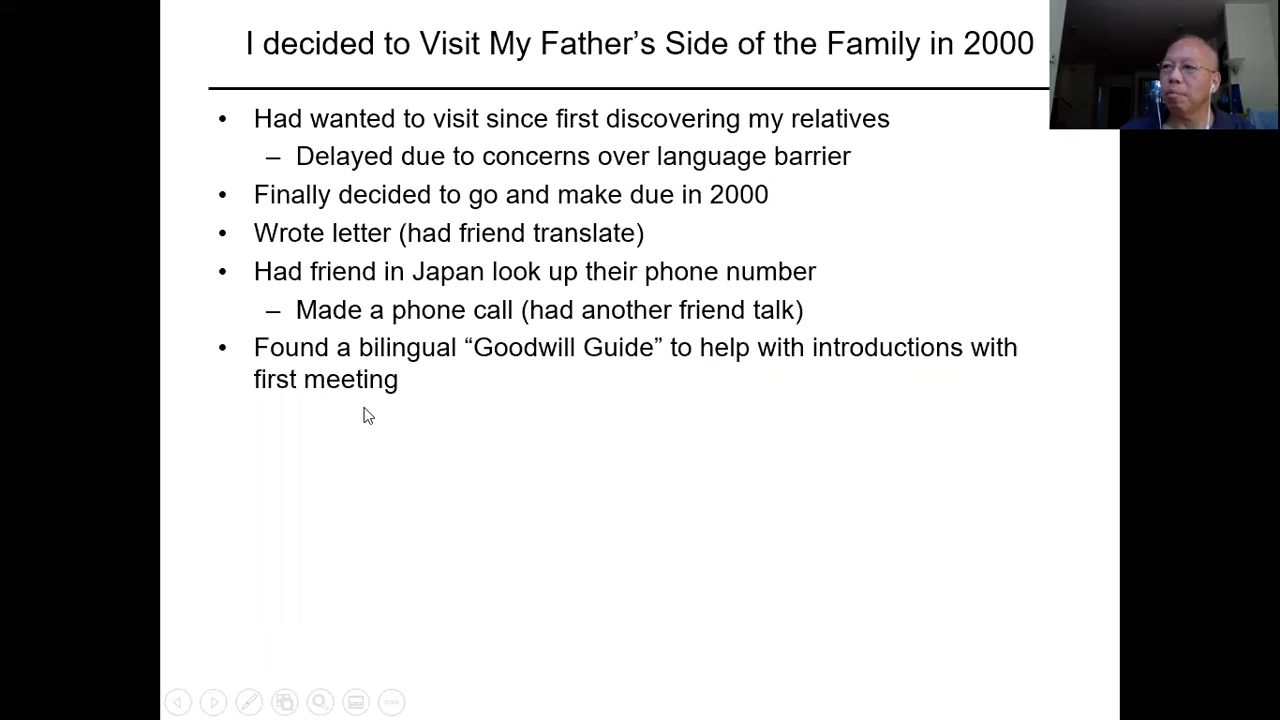 I decided to Visit My Father’s Side of the Family in 2000
• Had wanted to visit since first discovering my relatives
– Delayed due to concerns over language barrier
• Finally decided to go and make due in 2000
• Wrote letter (had friend translate)
• Had friend in Japan look up their phone number
– Made a phone call (had another friend talk)
• Found a bilingual “Goodwill Guide” to help with introductions with
first meeting